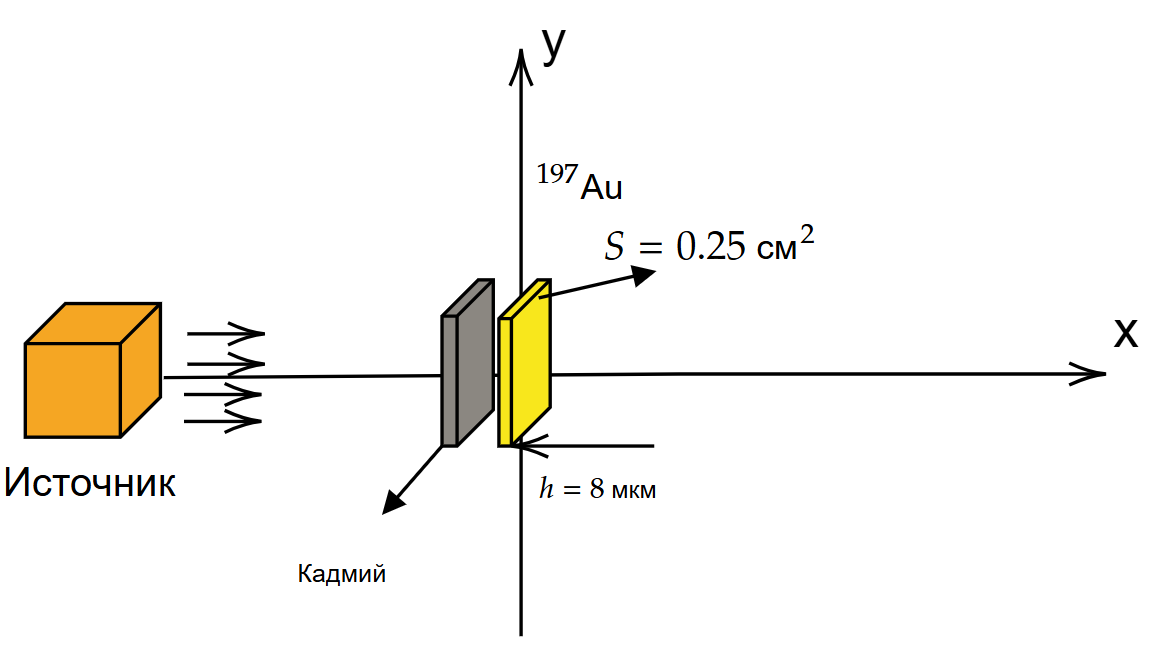 y
¹⁹⁷Au
S = 0.25 см²
x
Источник
h = 8 мкм
Кадмий